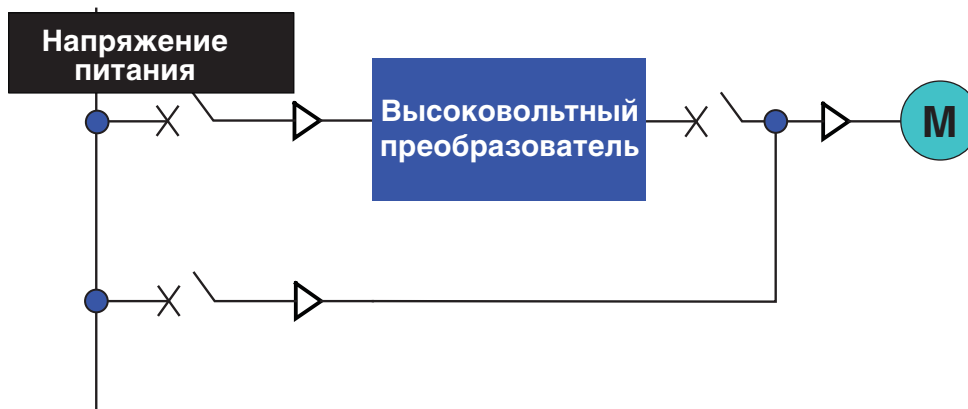 Напряжение
питания
Высоковольтный
преобразователь
М